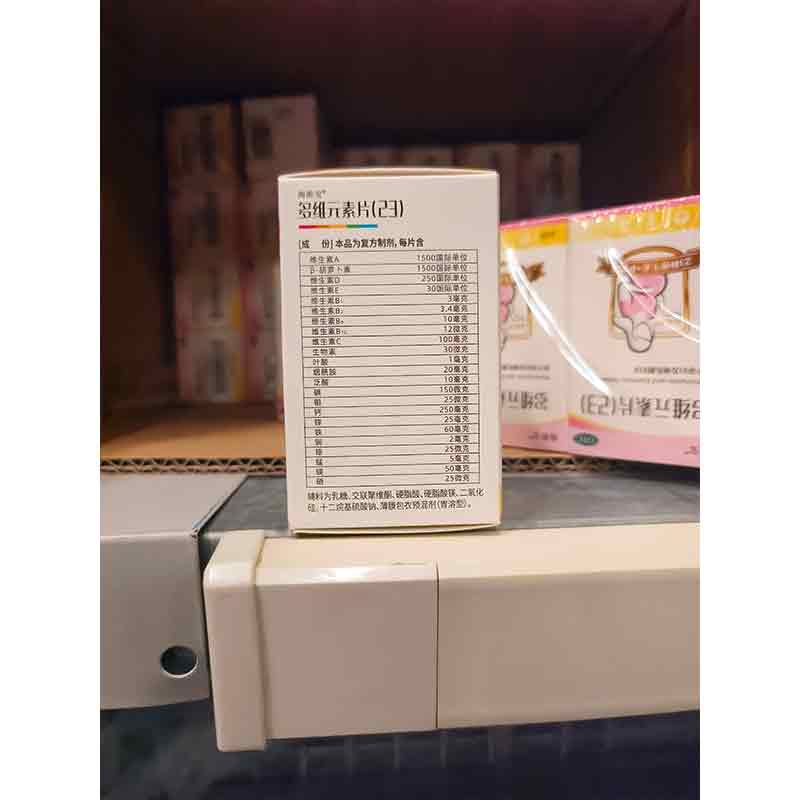 多维元素片(23)
[成 份] 本品为复方制剂,每片含
维生素A 1500国际单位
β-胡萝卜素 1500国际单位
维生素D 250国际单位
维生素E 30国际单位
维生素B₁ 3毫克
维生素B₂ 3.4毫克
维生素B₆ 10毫克
维生素B₁₂ 12微克
维生素C 100毫克
生物素 30微克
叶酸 1毫克
烟酰胺 20毫克
泛酸 10毫克
碘 150微克
钼 25微克
钙 250毫克
锌 25毫克
铁 60毫克
铜 2毫克
铬 25微克
锰 5毫克
镁 50毫克
硒 25微克
辅料为乳糖、交联聚维酮、硬脂酸、硬脂酸镁、二氧化
硅、十二烷基硫酸钠、薄膜包衣预混剂(胃溶型)。
多维元素片(23)